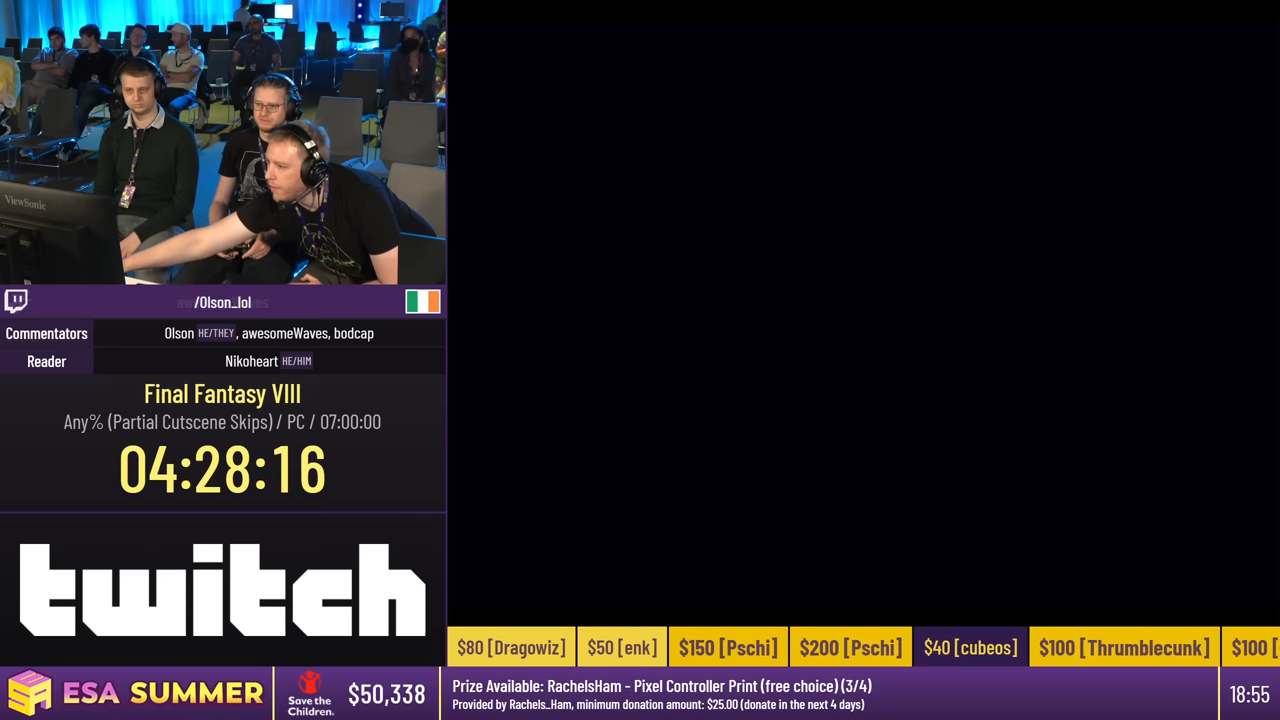 ViewSonic
/Olson_lol
Commentators
Olson HE/THEY, awesomeWaves, bodcap
Reader
Nikoheart HE/HIM
Final Fantasy VIII
Any% (Partial Cutscene Skips) / PC / 07:00:00
04:28:16
twitch
$80 [Dragowiz]
$50 [enk]
$150 [Pschi]
$200 [Pschi]
$40 [cubeos]
$100 [Thrumblecunk]
$100 [
ESA SUMMER
Save the
Children.
$50,338
Prize Available: RachelsHam - Pixel Controller Print (free choice) (3/4)
Provided by Rachels_Ham, minimum donation amount: $25.00 (donate in the next 4 days)
18:55